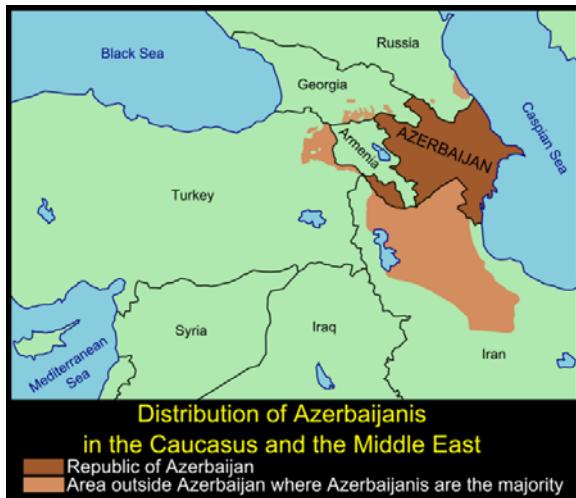 Russia
Black Sea
Georgia
Caspian Sea
Armenia
AZERBAIJAN
Turkey
Syria
Iraq
Iran
Mediterranean
Sea
Distribution of Azerbaijanis
in the Caucasus and the Middle East
Republic of Azerbaijan
Area outside Azerbaijan where Azerbaijanis are the majority